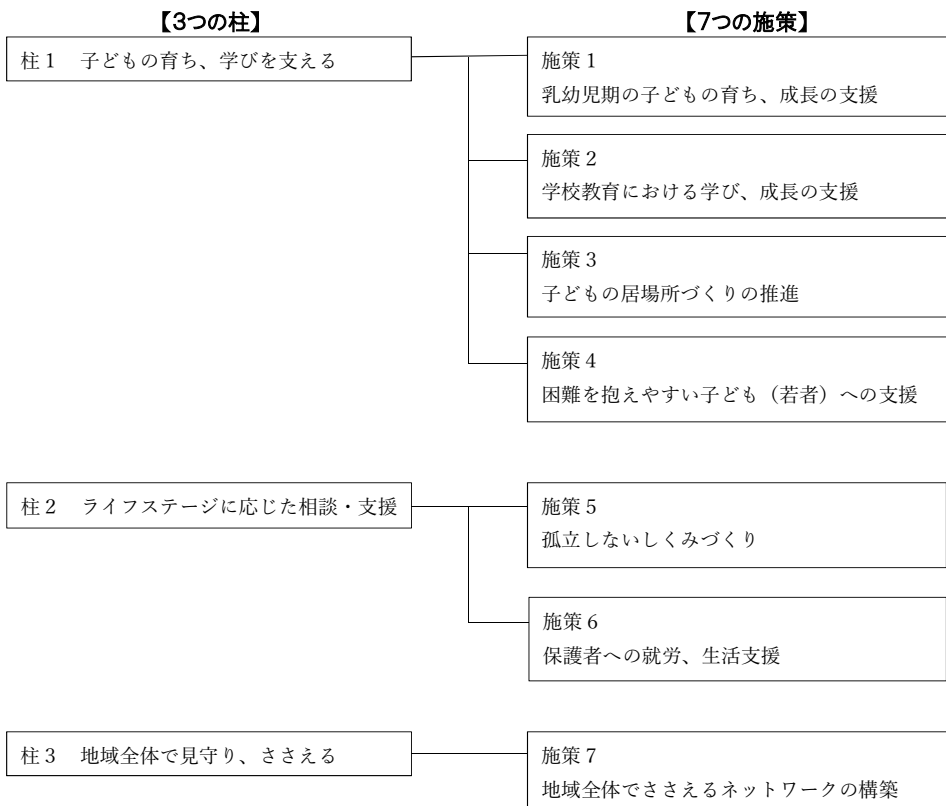 【3つの柱】
【7つの施策】
柱１　子どもの育ち、学びを支える
施策１
乳幼児期の子どもの育ち、成長の支援
施策２
学校教育における学び、成長の支援
施策３
子どもの居場所づくりの推進
施策４
困難を抱えやすい子ども（若者）への支援
柱２　ライフステージに応じた相談・支援
施策５
孤立しないしくみづくり
施策６
保護者への就労、生活支援
柱３　地域全体で見守り、ささえる
施策７
地域全体でささえるネットワークの構築